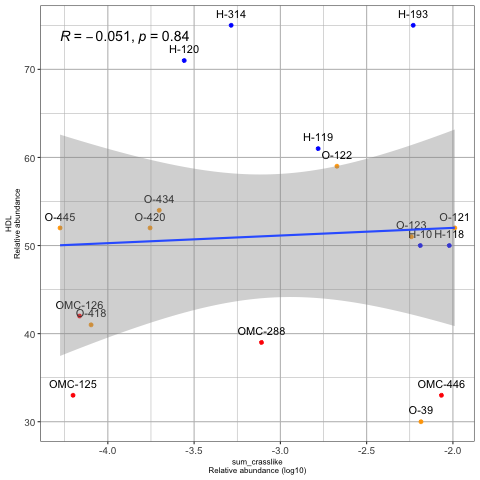 H-314
H-193
R = −0.051, p = 0.84
H-120
70
H-119
O-122
60
O-434
O-445
O-420
O-123
O-121
H-10
H-118
50
OMC-126
O-418
OMC-288
40
OMC-125
OMC-446
O-39
30
HDL
Relative abundance
-4.0 -3.5 -3.0 -2.5 -2.0
sum_crasslike
Relative abundance (log10)